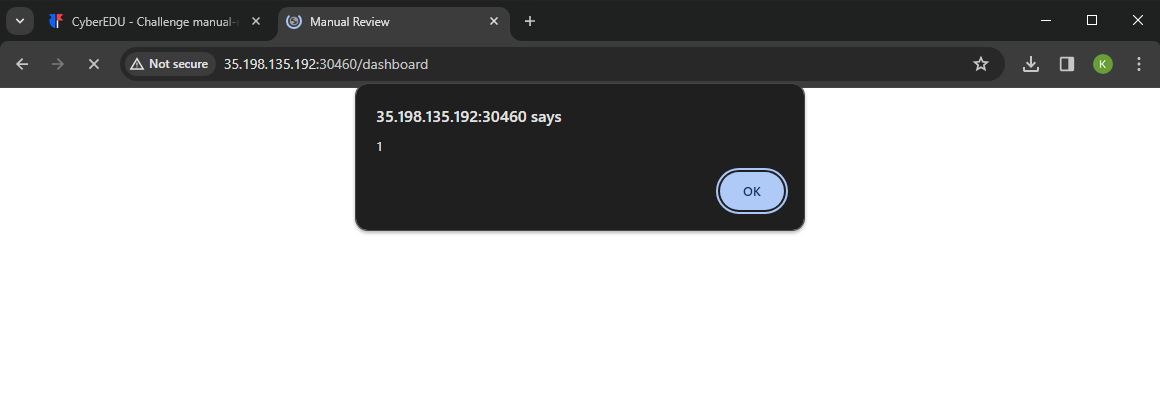 CyberEDU - Challenge manual-
Manual Review
Not secure
35.198.135.192:30460/dashboard
K
35.198.135.192:30460 says
1
OK